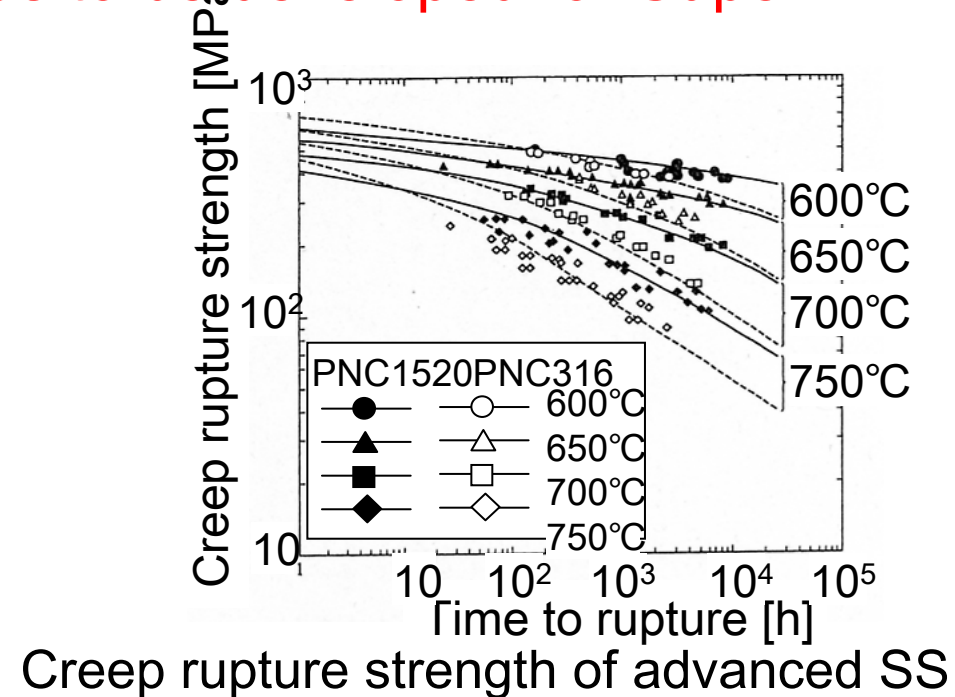 Creep rupture strength [MPa
10³
10²
10
600°C
650°C
700°C
750°C
PNC1520PNC316
600°C
650°C
700°C
750°C
1 10 10² 10³ 10⁴ 10⁵
Time to rupture [h]
Creep rupture strength of advanced SS